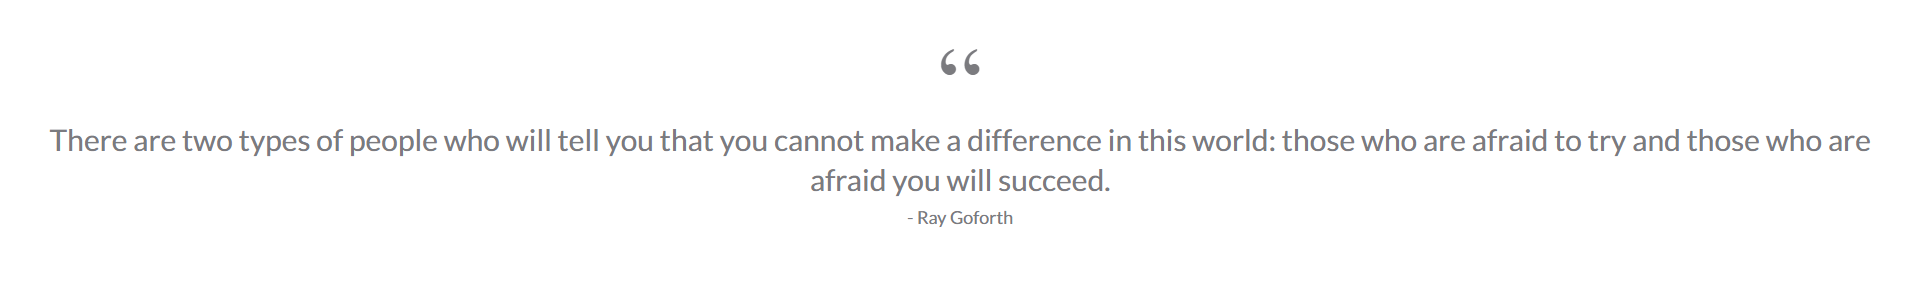 “
There are two types of people who will tell you that you cannot make a difference in this world: those who are afraid to try and those who are
afraid you will succeed.
- Ray Goforth